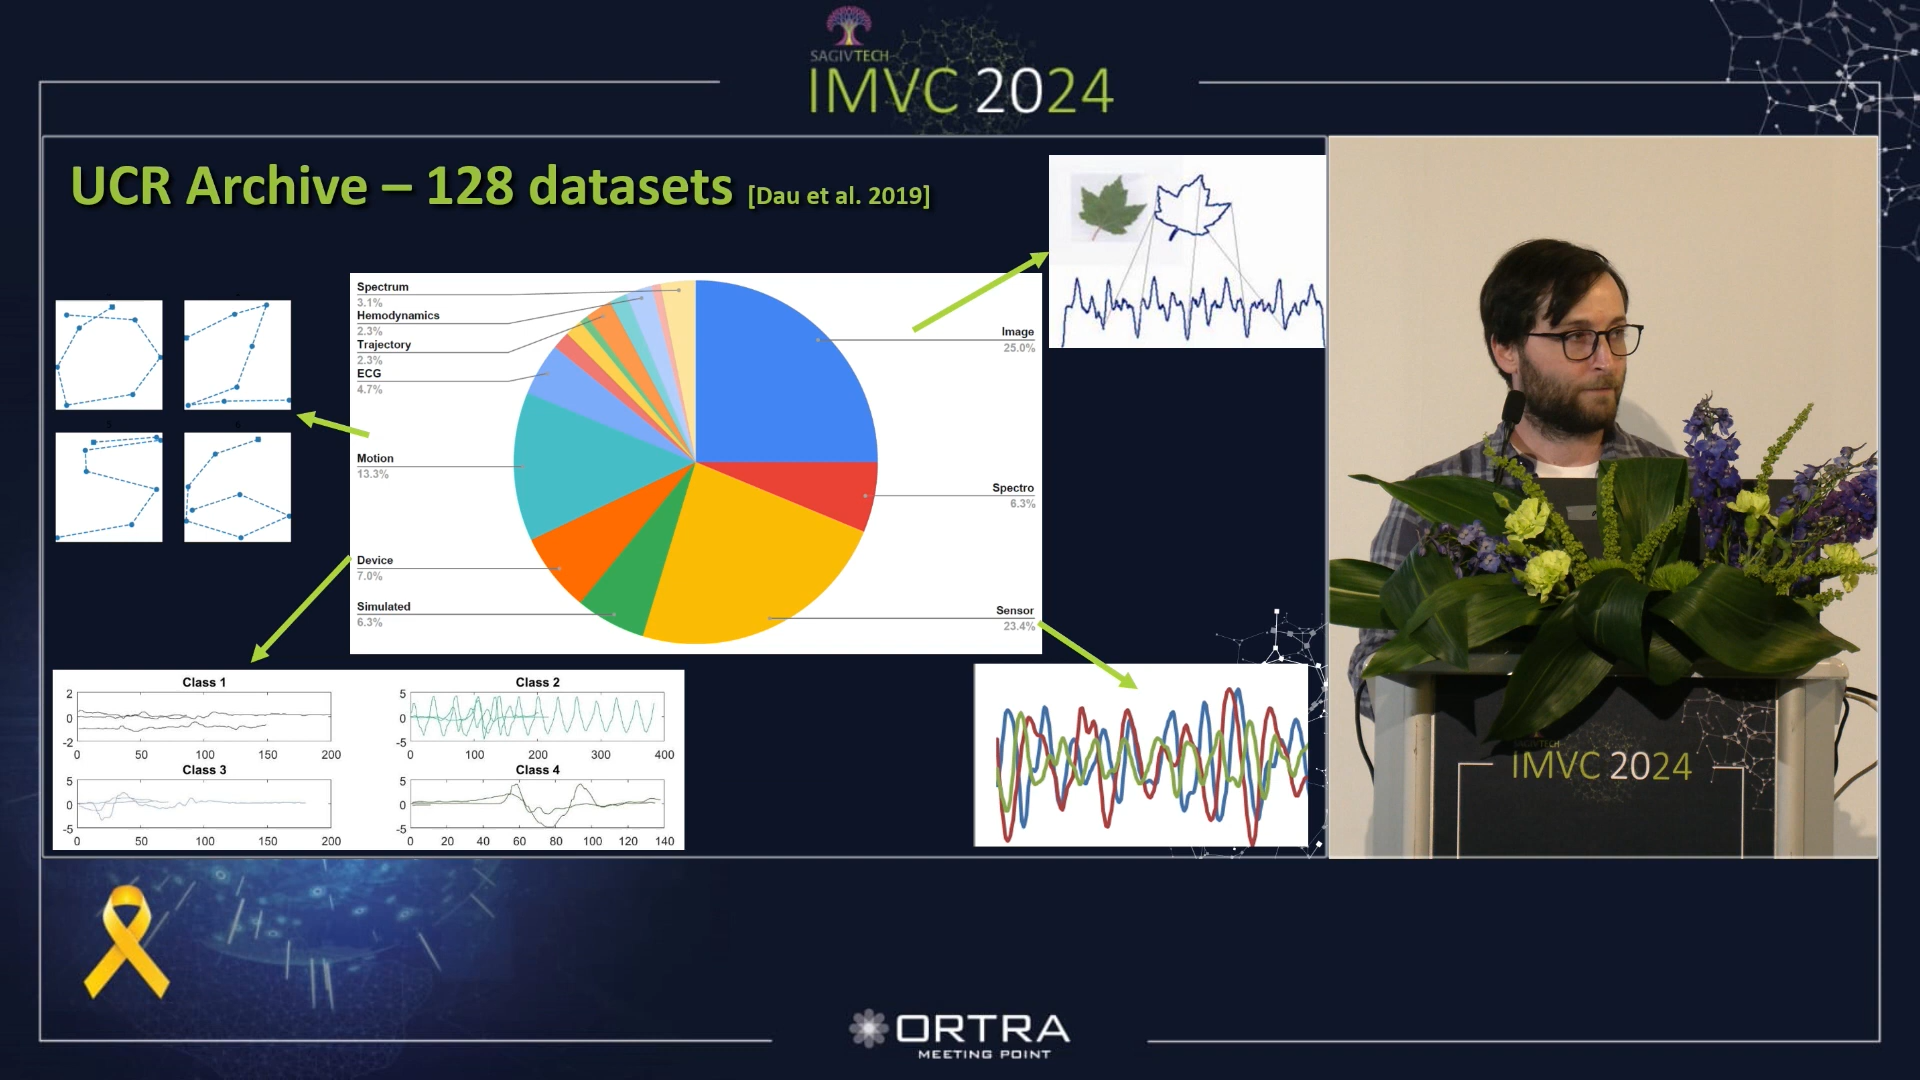 SAGIVTECH
IMVC 2024
UCR Archive – 128 datasets [Dau et al. 2019]
Spectrum
3.1%
Hemodynamics
2.3%
Trajectory
2.3%
ECG
4.7%
Motion
13.3%
Device
7.0%
Simulated
6.3%
Image
25.0%
Spectro
6.3%
Sensor
23.4%
5
6
Class 1
2
0
-2
0 50 100 150 200
Class 2
5
0
-5
0 100 200 300 400
Class 3
5
0
-5
0 50 100 150 200
Class 4
5
0
-5
0 20 40 60 80 100 120 140
SAGIVTECH
IMVC 2024
ORTRA
MEETING POINT